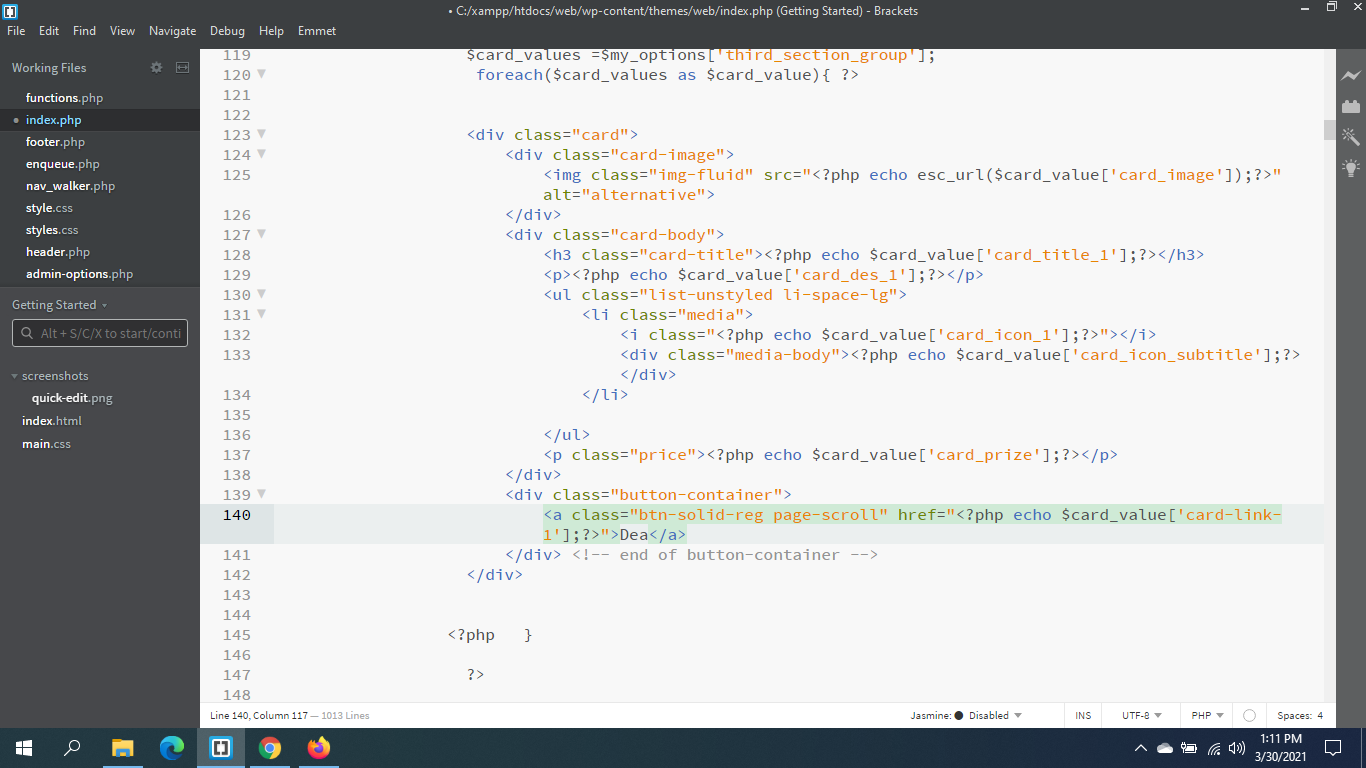 • C:/xampp/htdocs/web/wp-content/themes/web/index.php (Getting Started) - Brackets
File Edit Find View Navigate Debug Help Emmet
Working Files
functions.php
index.php
footer.php
enqueue.php
nav_walker.php
style.css
styles.css
header.php
admin-options.php
Getting Started
Alt + S/C/X to start/conti
screenshots
quick-edit.png
index.html
main.css
119 $card_values =$my_options['third_section_group'];
120 foreach($card_values as $card_value){ ?>
121
122
123 <div class="card">
124 <div class="card-image">
125 <img class="img-fluid" src="<?php echo esc_url($card_value['card_image']);?>"
alt="alternative">
126 </div>
127 <div class="card-body">
128 <h3 class="card-title"><?php echo $card_value['card_title_1'];?></h3>
129 <p><?php echo $card_value['card_des_1'];?></p>
130 <ul class="list-unstyled li-space-lg">
131 <li class="media">
132 <i class="<?php echo $card_value['card_icon_1'];?>"></i>
133 <div class="media-body"><?php echo $card_value['card_icon_subtitle'];?>
</div>
134 </li>
135
136 </ul>
137 <p class="price"><?php echo $card_value['card_prize'];?></p>
138 </div>
139 <div class="button-container">
140 <a class="btn-solid-reg page-scroll" href="<?php echo $card_value['card-link-
1'];?>">Dea</a>
141 </div> <!-- end of button-container -->
142 </div>
143
144
145 <?php }
146
147 ?>
148
Line 140, Column 117 — 1013 Lines
Jasmine: Disabled INS UTF-8 PHP Spaces: 4
1:11 PM
3/30/2021